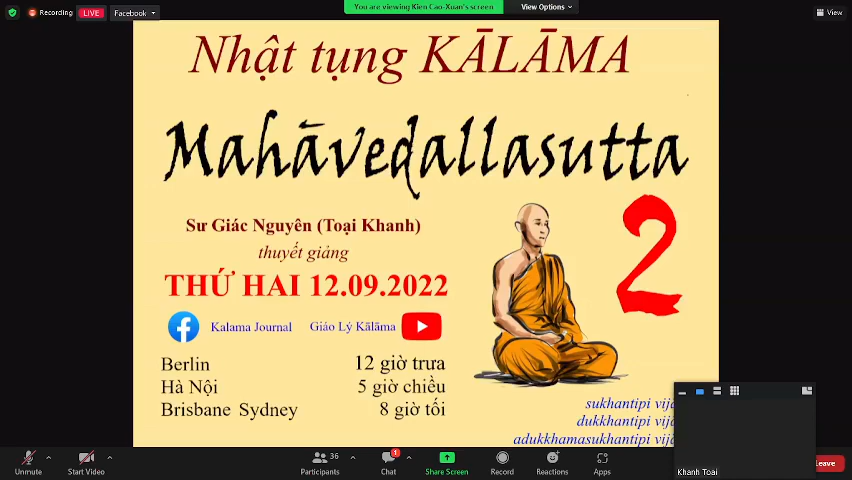 Recording
LIVE
Facebook
You are viewing Kien Cao-Xuan's screen
View Options
View
Nhật tụng KĀLĀMA
Mahāvedallasutta
2
Sư Giác Nguyên (Toại Khanh)
thuyết giảng
THỨ HAI 12.09.2022
Kalama Journal
Giáo Lý Kālāma
Berlin 12 giờ trưa
Hà Nội 5 giờ chiều
Brisbane Sydney 8 giờ tối
sukhantipi
dukkhantipi
adukkhamasukhantipi
Khanh Toai
Unmute
Start Video
36
Participants
1
Chat
Share Screen
Record
Reactions
Apps
Leave